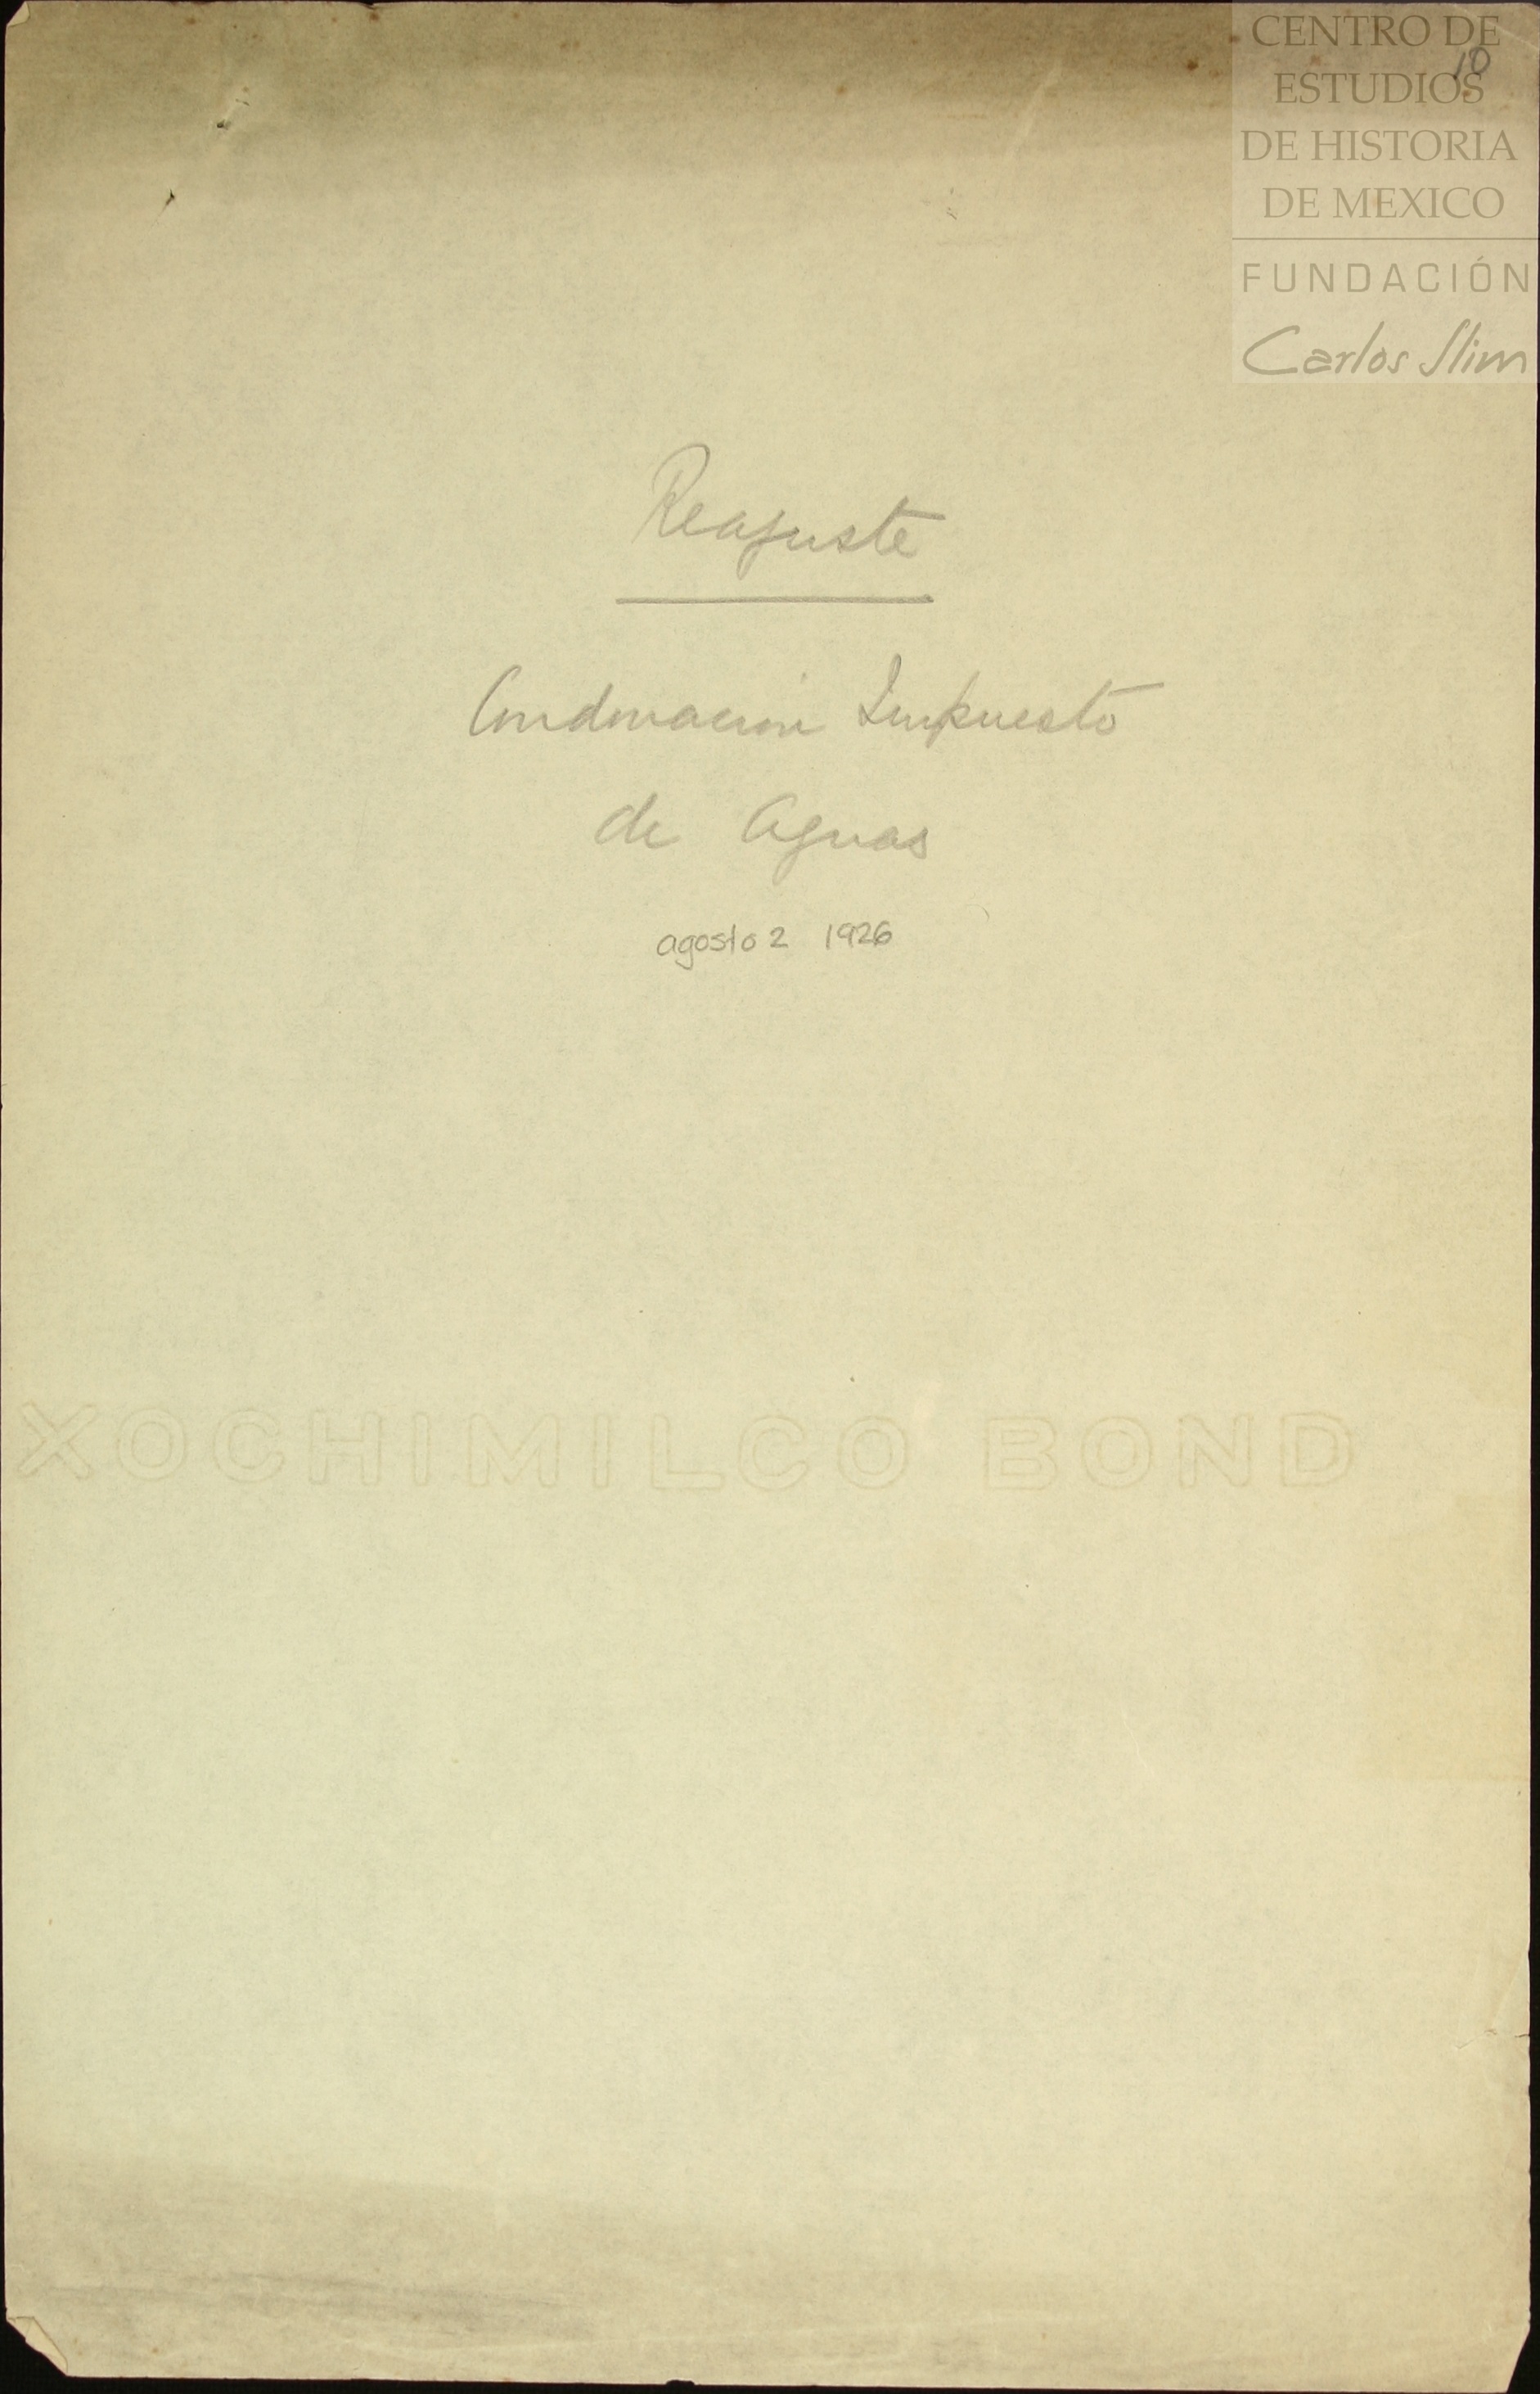 CENTRO DE
ESTUDIOS
DE HISTORIA
DE MEXICO
FUNDACIÓN
Carlos Slim
10
Reajuste
Condonacion Impuesto
de Aguas
agosto 2 1926
XOCHIMILCO BOND